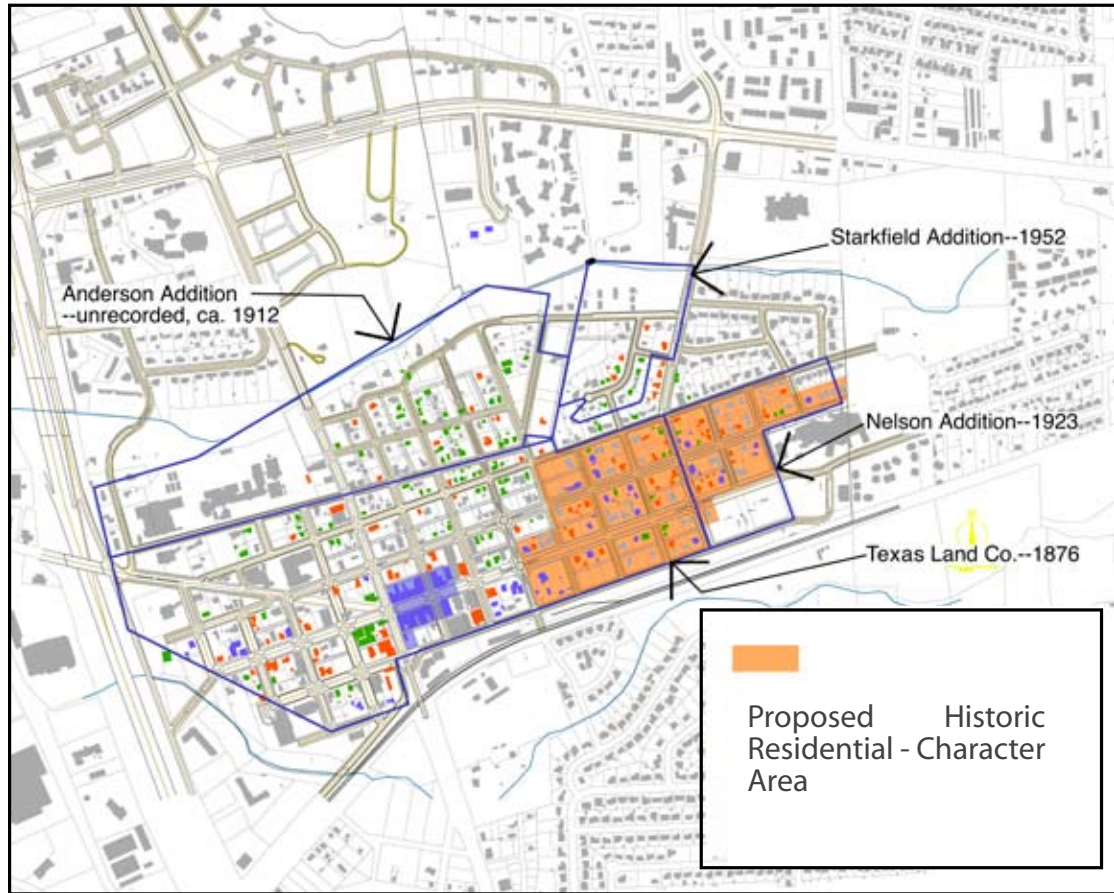 Starkfield Addition--1952
Anderson Addition
--unrecorded, ca. 1912
Nelson Addition--1923
Texas Land Co.--1876
Proposed Historic
Residential - Character
Area